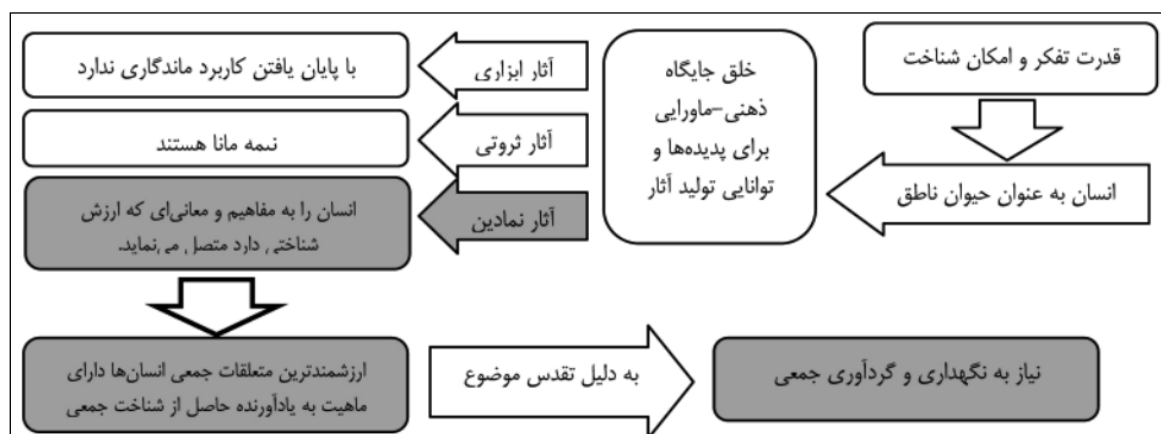 قدرت تفکر و امکان شناخت
انسان به عنوان حیوان ناطق
خلق جایگاه
ذهنی-ماورایی
برای پدیده‌ها و
توانایی تولید آثار
آثار ابزاری
با پایان یافتن کاربرد ماندگاری ندارد
آثار ثروتی
نیمه مانا هستند
آثار نمادین
انسان را به مفاهیم و معانی‌ای که ارزش
شناختی دارد متصل می‌نماید.
ارزشمندترین متعلقات جمعی انسان‌ها دارای
ماهیت به یادآورنده حاصل از شناخت جمعی
به دلیل تقدس موضوع
نیاز به نگهداری و گردآوری جمعی